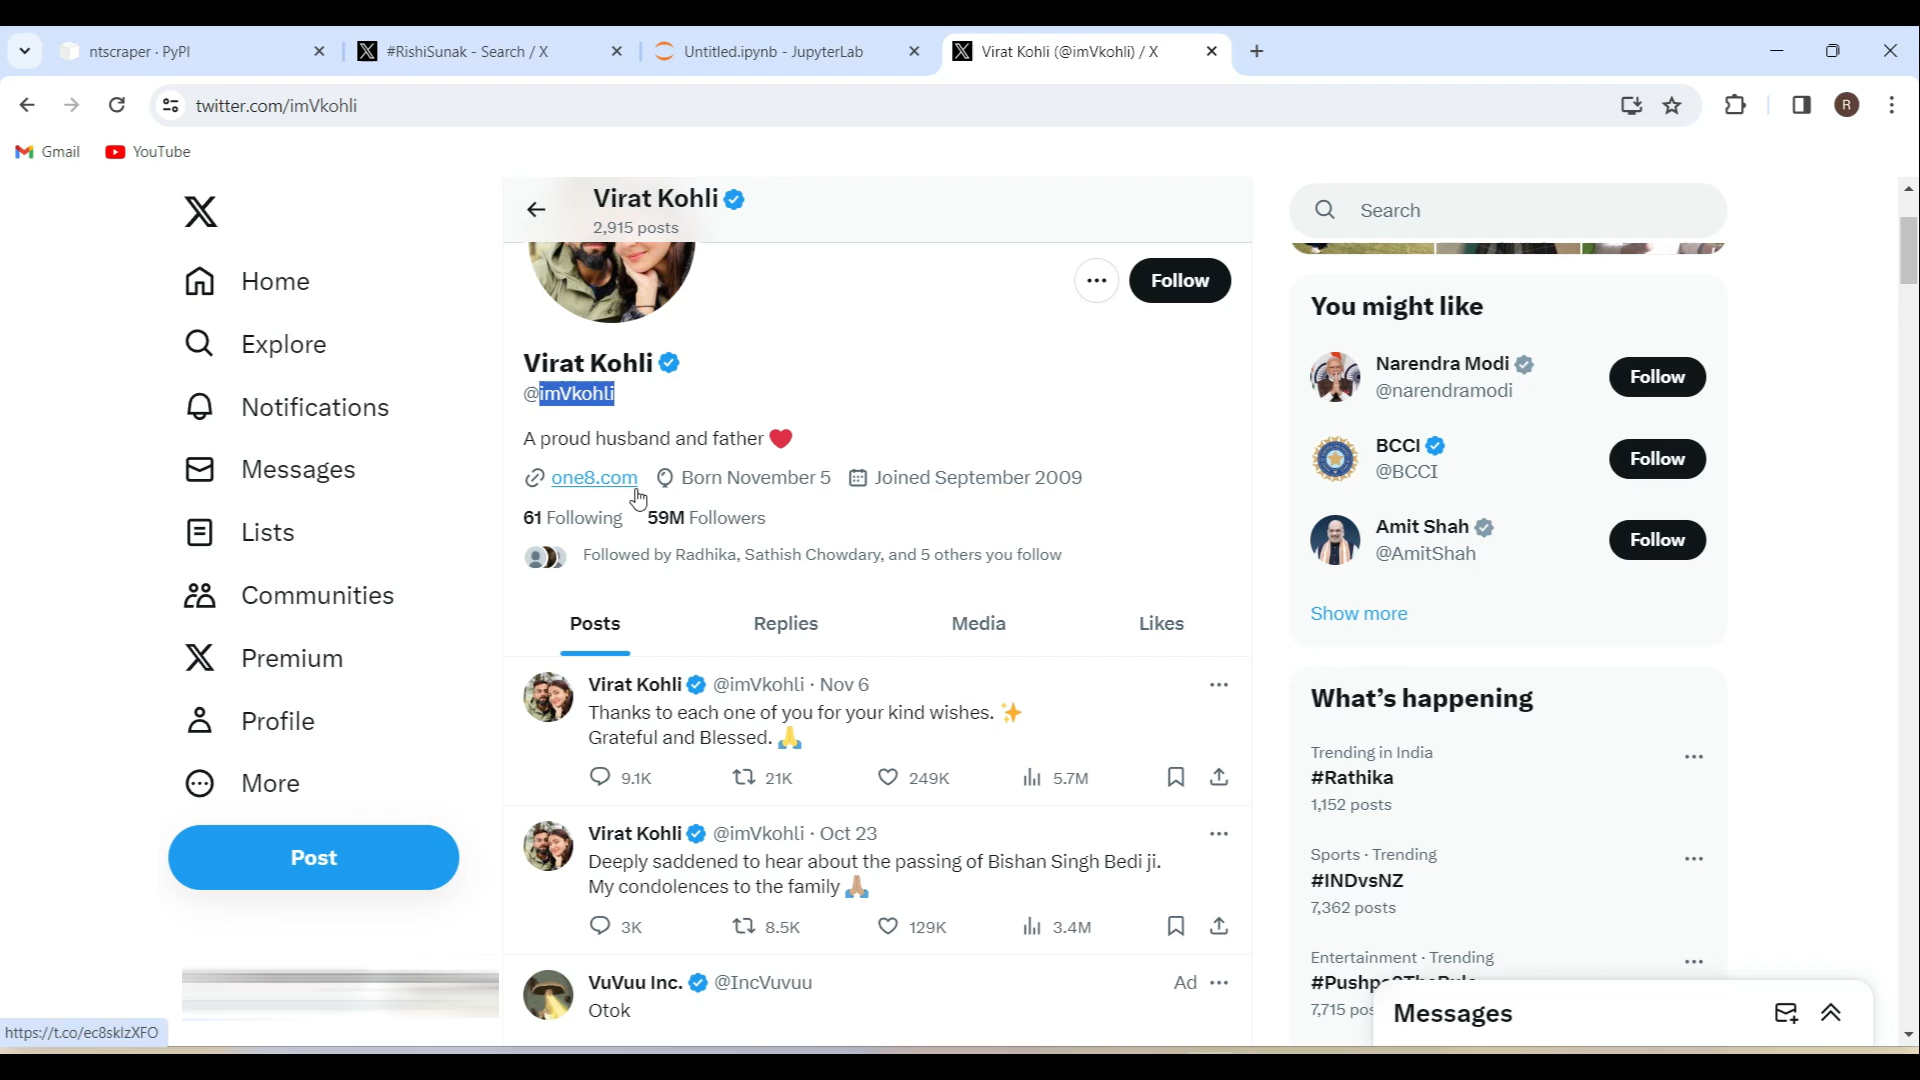 ntscraper · PyPI
#RishiSunak - Search / X
Untitled.ipynb - JupyterLab
Virat Kohli (@imVkohli) / X
twitter.com/imVkohli
R
Gmail
YouTube
Home
Explore
Notifications
Messages
Lists
Communities
Premium
Profile
More
Post
https://t.co/ec8sklzXFO
Virat Kohli
2,915 posts
Follow
Virat Kohli
@imVkohli
A proud husband and father ❤️
one8.com Born November 5 Joined September 2009
61 Following 59M Followers
Followed by Radhika, Sathish Chowdary, and 5 others you follow
Posts Replies Media Likes
Virat Kohli @imVkohli · Nov 6
Thanks to each one of you for your kind wishes. ✨
Grateful and Blessed. 🙏
9.1K 21K 249K 5.7M
Virat Kohli @imVkohli · Oct 23
Deeply saddened to hear about the passing of Bishan Singh Bedi ji.
My condolences to the family 🙏🏽
3K 8.5K 129K 3.4M
VuVuu Inc. @IncVuvuu Ad
Otok
Search
You might like
Narendra Modi
@narendramodi
Follow
BCCI
@BCCI
Follow
Amit Shah
@AmitShah
Follow
Show more
What's happening
Trending in India
#Rathika
1,152 posts
Sports · Trending
#INDvsNZ
7,362 posts
Entertainment · Trending
7,715
Messages